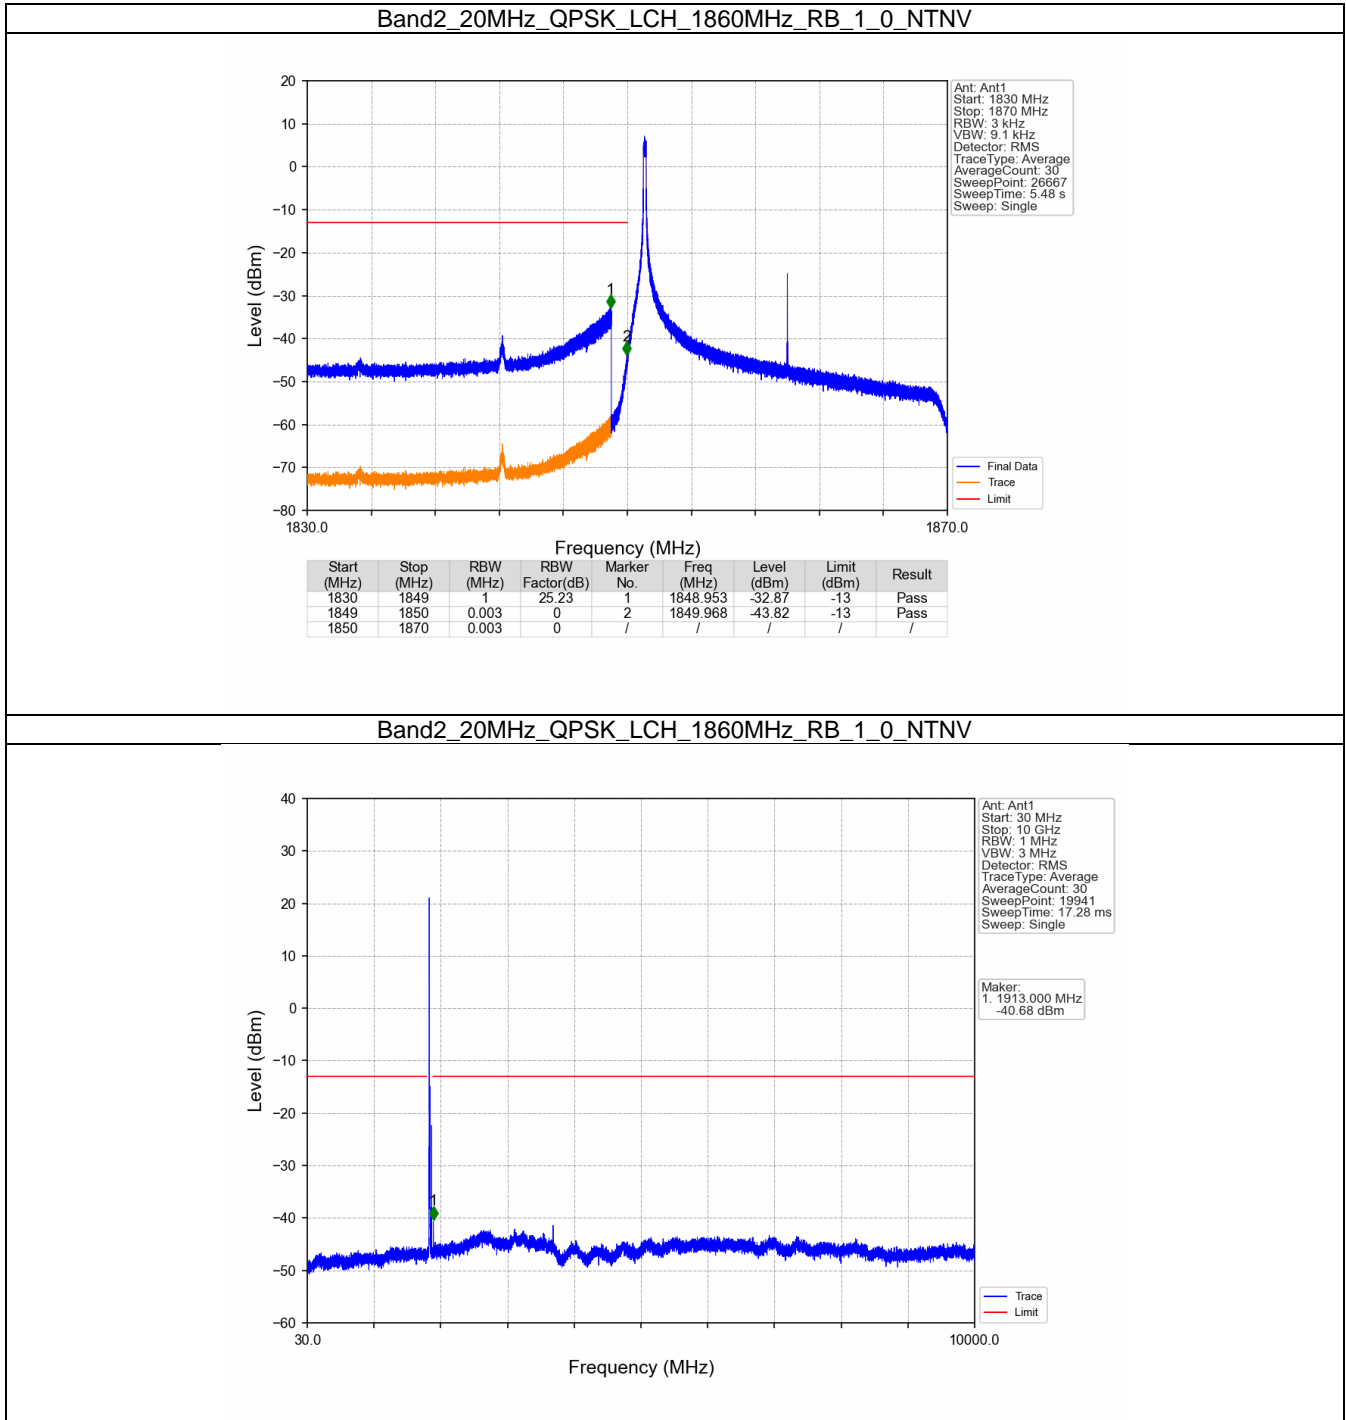 Band2_20MHz_QPSK_LCH_1860MHz_RB_1_0_NTNV
20
10
0
−10
−20
−30
−40
−50
−60
−70
−80
Level (dBm)
1
2
1830.0
1870.0
Frequency (MHz)
Ant: Ant1
Start: 1830 MHz
Stop: 1870 MHz
RBW: 3 kHz
VBW: 9.1 kHz
Detector: RMS
TraceType: Average
AverageCount: 30
SweepPoint: 26667
SweepTime: 5.48 s
Sweep: Single
Final Data
Trace
Limit
Start (MHz) Stop (MHz) RBW (MHz) RBW Factor(dB) Marker No. Freq (MHz) Level (dBm) Limit (dBm) Result
1830 1849 1 25.23 1 1848.953 -32.87 -13 Pass
1849 1850 0.003 0 2 1849.968 -43.82 -13 Pass
1850 1870 0.003 0 / / / / /
Band2_20MHz_QPSK_LCH_1860MHz_RB_1_0_NTNV
40
30
20
10
0
−10
−20
−30
−40
−50
−60
Level (dBm)
1
30.0
10000.0
Frequency (MHz)
Ant: Ant1
Start: 30 MHz
Stop: 10 GHz
RBW: 1 MHz
VBW: 3 MHz
Detector: RMS
TraceType: Average
AverageCount: 30
SweepPoint: 19941
SweepTime: 17.28 ms
Sweep: Single
Maker:
1. 1913.000 MHz
-40.68 dBm
Trace
Limit